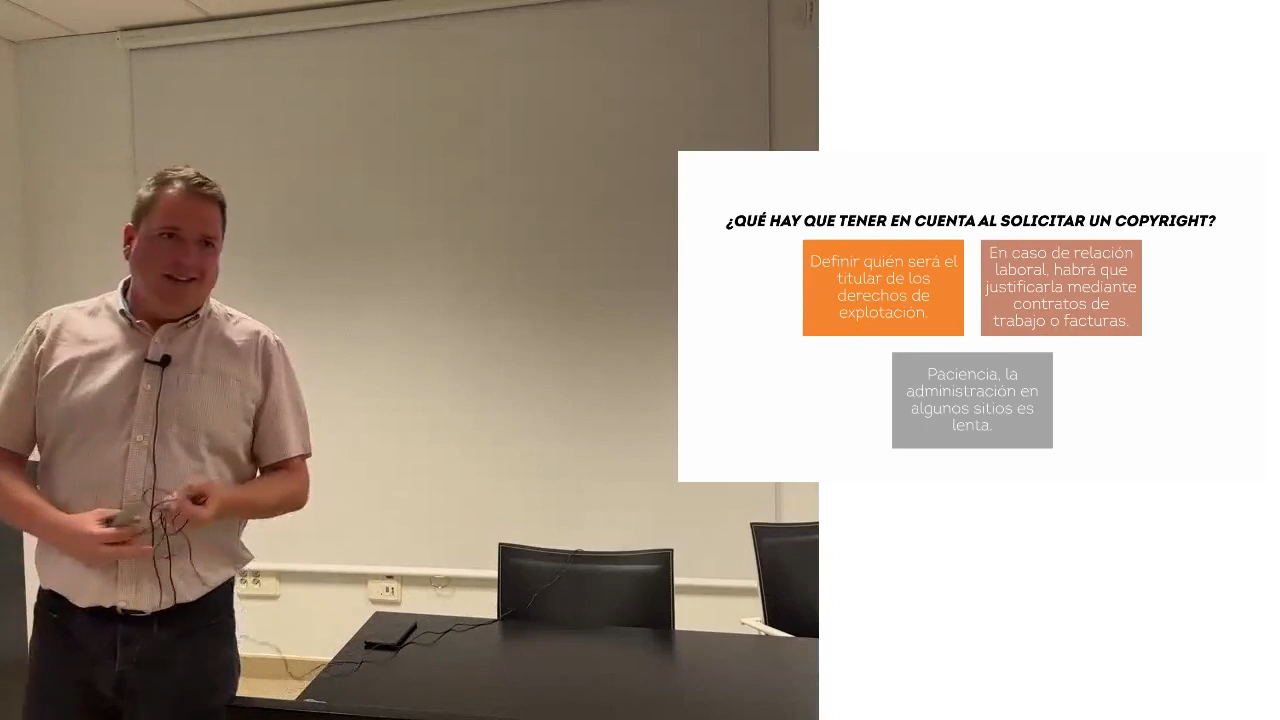 ¿QUÉ HAY QUE TENER EN CUENTA AL SOLICITAR UN COPYRIGHT?
Definir quién será el
titular de los
derechos de
explotación.
En caso de relación
laboral, habrá que
justificarla mediante
contratos de
trabajo o facturas.
Paciencia, la
administración en
algunos sitios es
lenta.